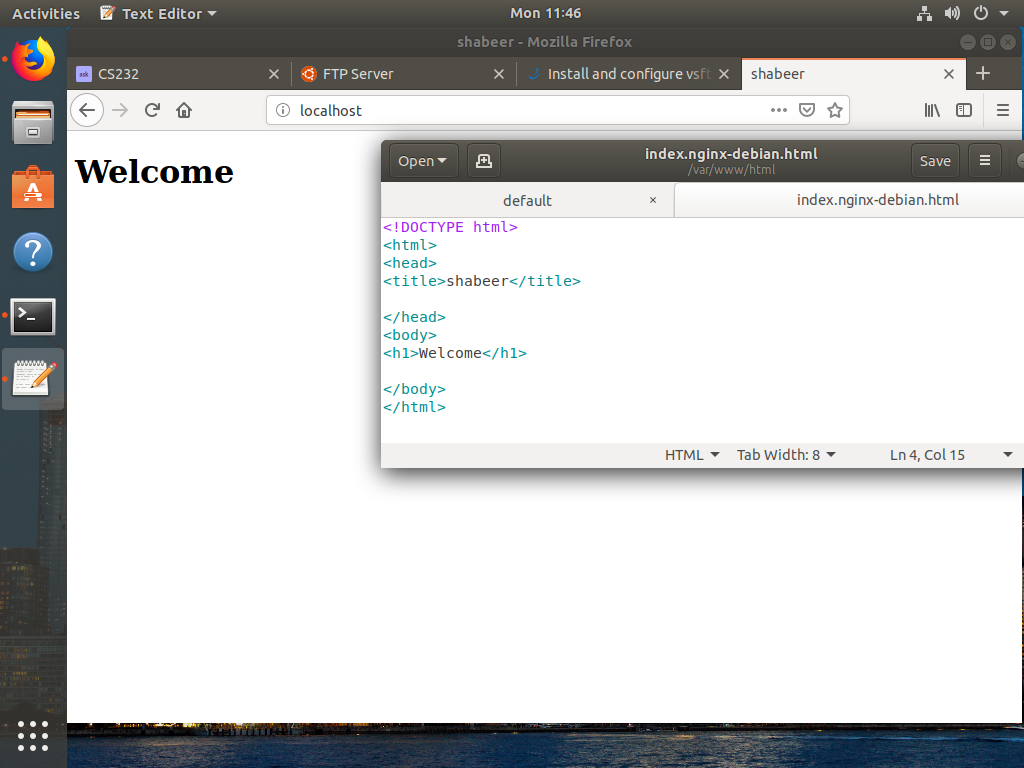 Activities Text Editor Mon 11:46
shabeer - Mozilla Firefox
ask CS232 FTP Server Install and configure vsft shabeer
localhost
Welcome
Open index.nginx-debian.html Save
/var/www/html
default index.nginx-debian.html
<!DOCTYPE html>
<html>
<head>
<title>shabeer</title>
</head>
<body>
<h1>Welcome</h1>
</body>
</html>
HTML Tab Width: 8 Ln 4, Col 15